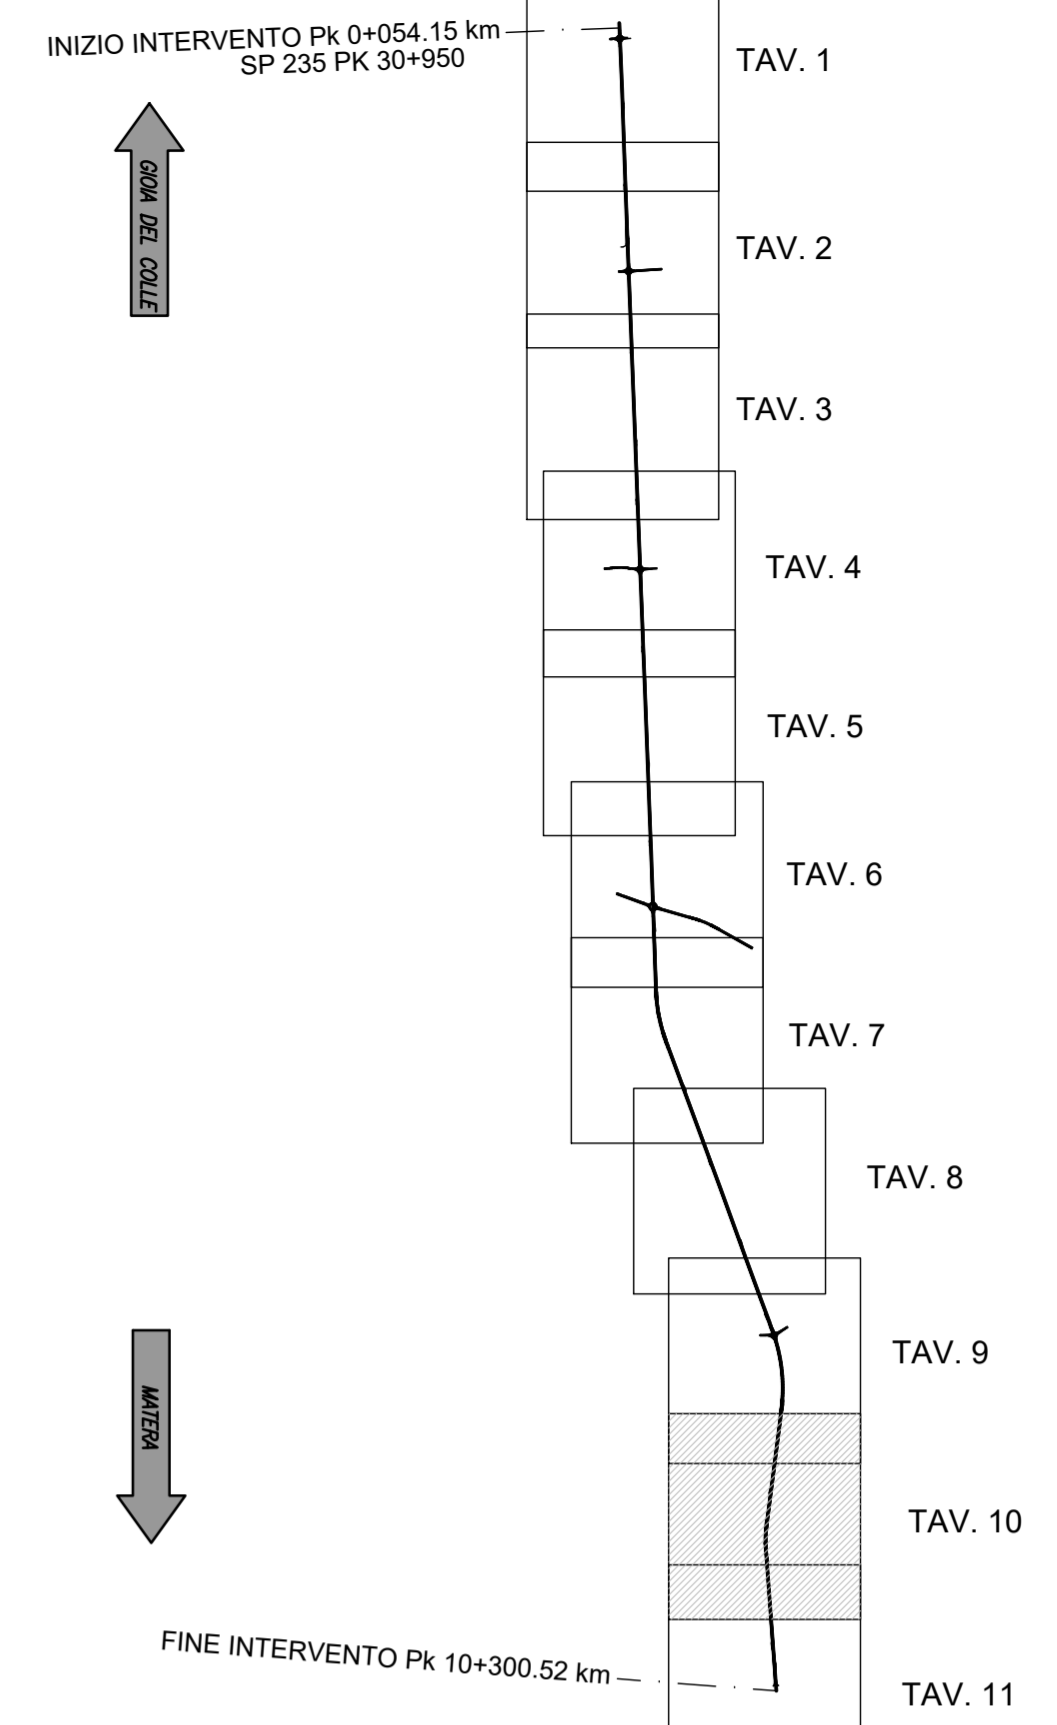 INIZIO INTERVENTO Pk 0+054.15 km
SP 235 PK 30+950
TAV. 1
GIOIA DEL COLLE
TAV. 2
TAV. 3
TAV. 4
TAV. 5
TAV. 6
TAV. 7
TAV. 8
TAV. 9
MATERA
TAV. 10
FINE INTERVENTO Pk 10+300.52 km
TAV. 11